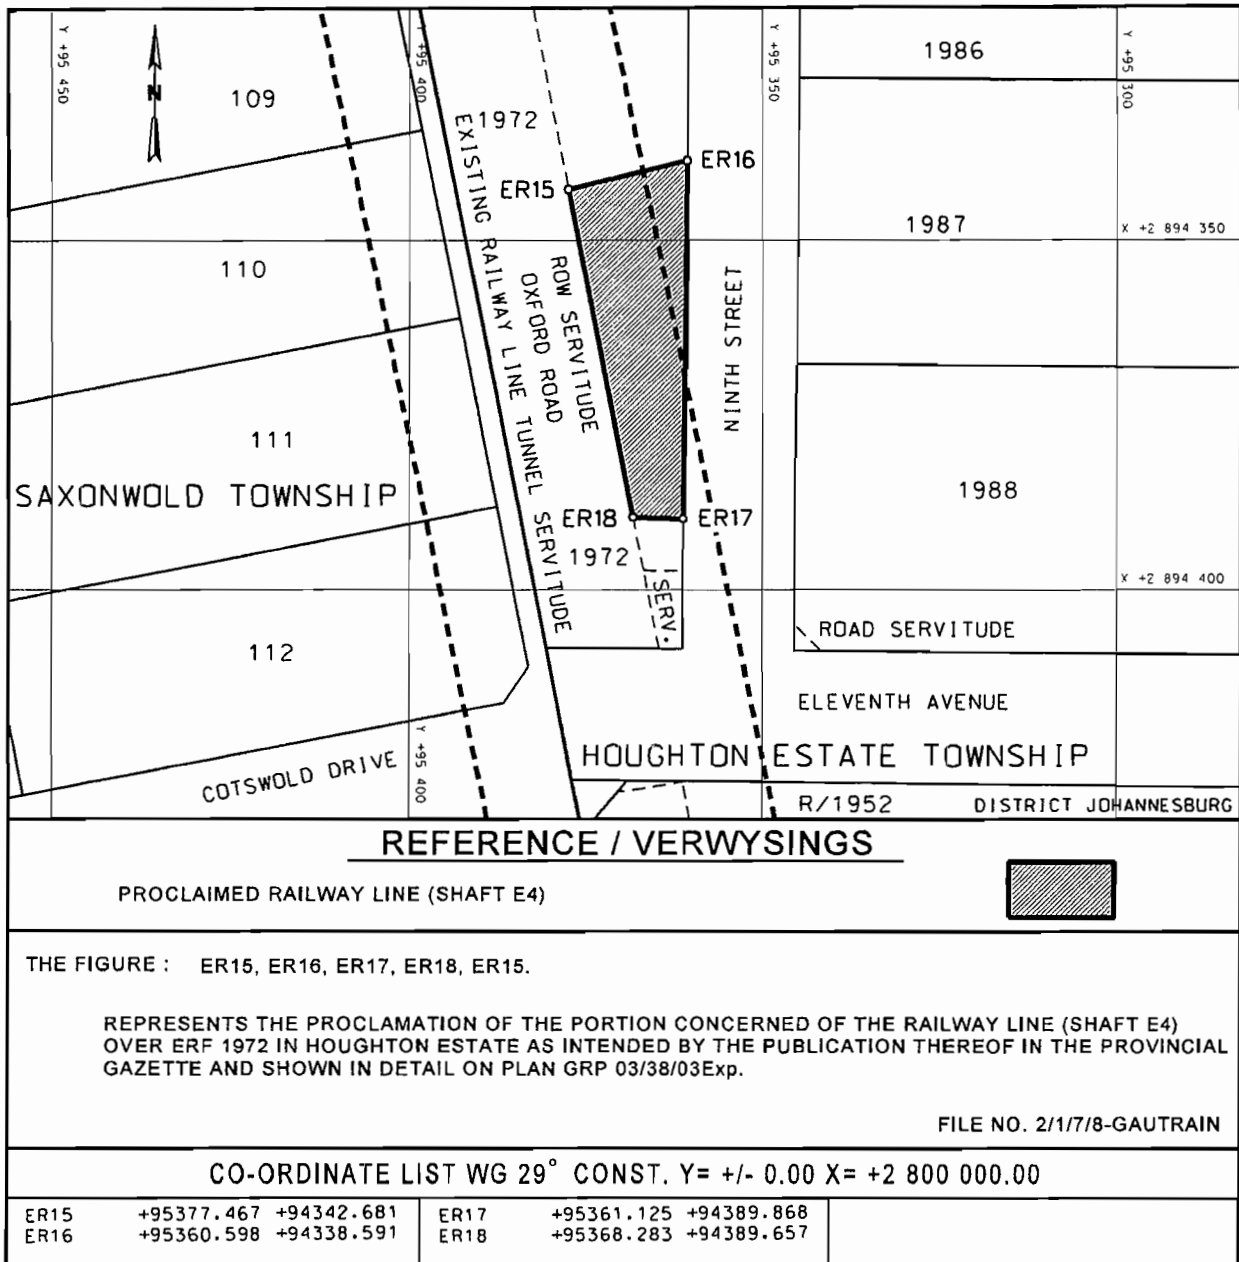 Y +95 450
N
109
Y +95 400
1972
Y +95 350
1986
Y +95 300
ER15
ER16
1987
X +2 894 350
110
EXISTING RAILWAY LINE TUNNEL SERVITUDE
ROW SERVITUDE
OXFORD ROAD
NINTH STREET
111
SAXONWOLD TOWNSHIP
1988
ER18
ER17
1972
SERV.
X +2 894 400
ROAD SERVITUDE
112
ELEVENTH AVENUE
Y +95 400
COTSWOLD DRIVE
HOUGHTON ESTATE TOWNSHIP
R/1952
DISTRICT JOHANNESBURG
REFERENCE / VERWYSINGS
PROCLAIMED RAILWAY LINE (SHAFT E4)
THE FIGURE : ER15, ER16, ER17, ER18, ER15.
REPRESENTS THE PROCLAMATION OF THE PORTION CONCERNED OF THE RAILWAY LINE (SHAFT E4)
OVER ERF 1972 IN HOUGHTON ESTATE AS INTENDED BY THE PUBLICATION THEREOF IN THE PROVINCIAL
GAZETTE AND SHOWN IN DETAIL ON PLAN GRP 03/38/03Exp.
FILE NO. 2/1/7/8-GAUTRAIN
CO-ORDINATE LIST WG 29° CONST. Y= +/- 0.00 X= +2 800 000.00
ER15 +95377.467 +94342.681
ER16 +95360.598 +94338.591
ER17 +95361.125 +94389.868
ER18 +95368.283 +94389.657